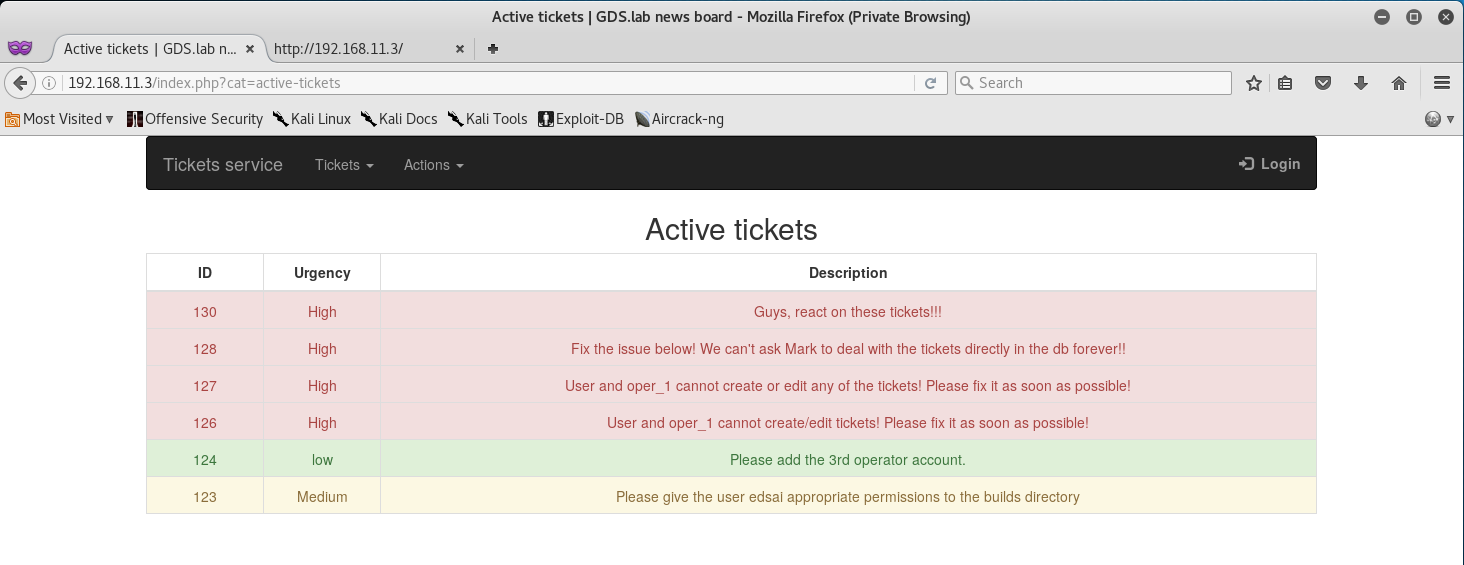 Active tickets | GDS.lab news board - Mozilla Firefox (Private Browsing)
Active tickets | GDS.lab n... http://192.168.11.3/
192.168.11.3/index.php?cat=active-tickets Search
Most Visited Offensive Security Kali Linux Kali Docs Kali Tools Exploit-DB Aircrack-ng
Tickets service Tickets Actions Login
Active tickets
ID Urgency Description
130 High Guys, react on these tickets!!!
128 High Fix the issue below! We can't ask Mark to deal with the tickets directly in the db forever!!
127 High User and oper_1 cannot create or edit any of the tickets! Please fix it as soon as possible!
126 High User and oper_1 cannot create/edit tickets! Please fix it as soon as possible!
124 low Please add the 3rd operator account.
123 Medium Please give the user edsai appropriate permissions to the builds directory